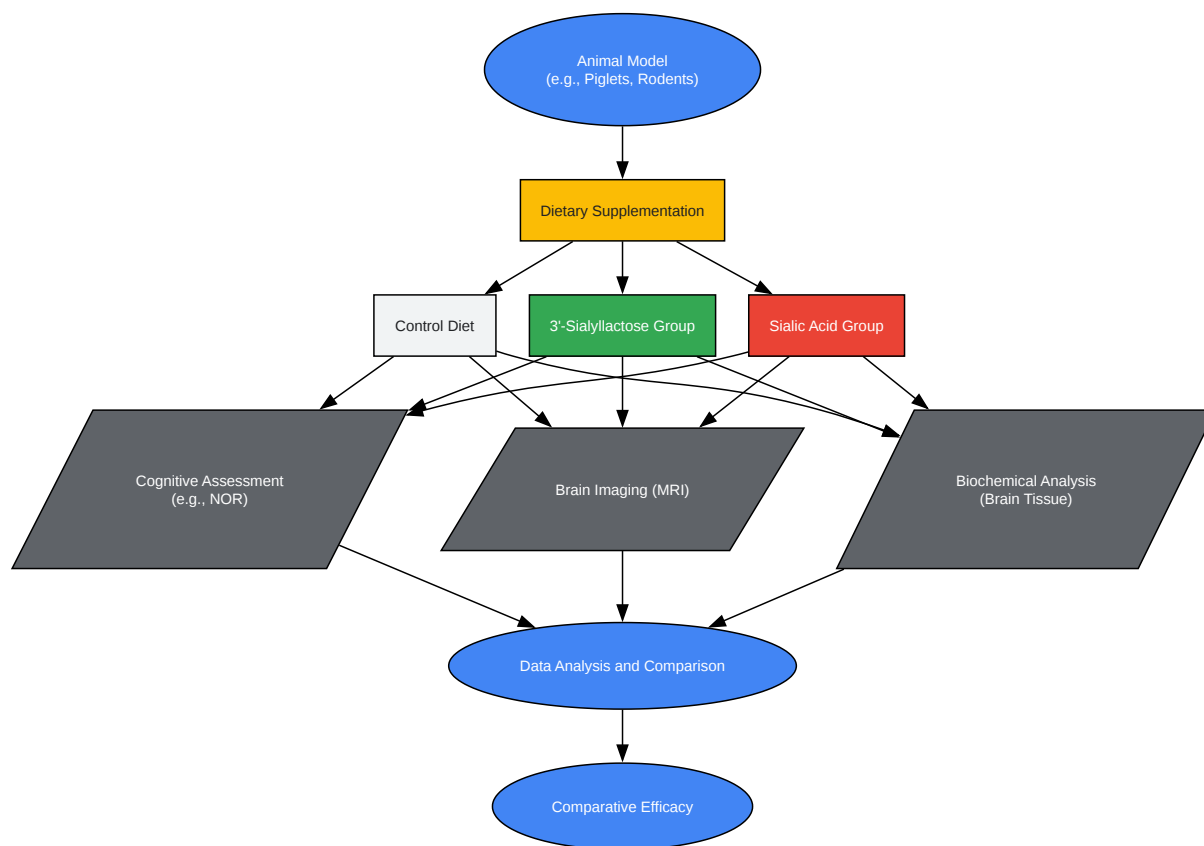 Animal Model
(e.g., Piglets, Rodents)
Dietary Supplementation
Control Diet
3'-Sialyllactose Group
Sialic Acid Group
Cognitive Assessment
(e.g., NOR)
Brain Imaging (MRI)
Biochemical Analysis
(Brain Tissue)
Data Analysis and Comparison
Comparative Efficacy